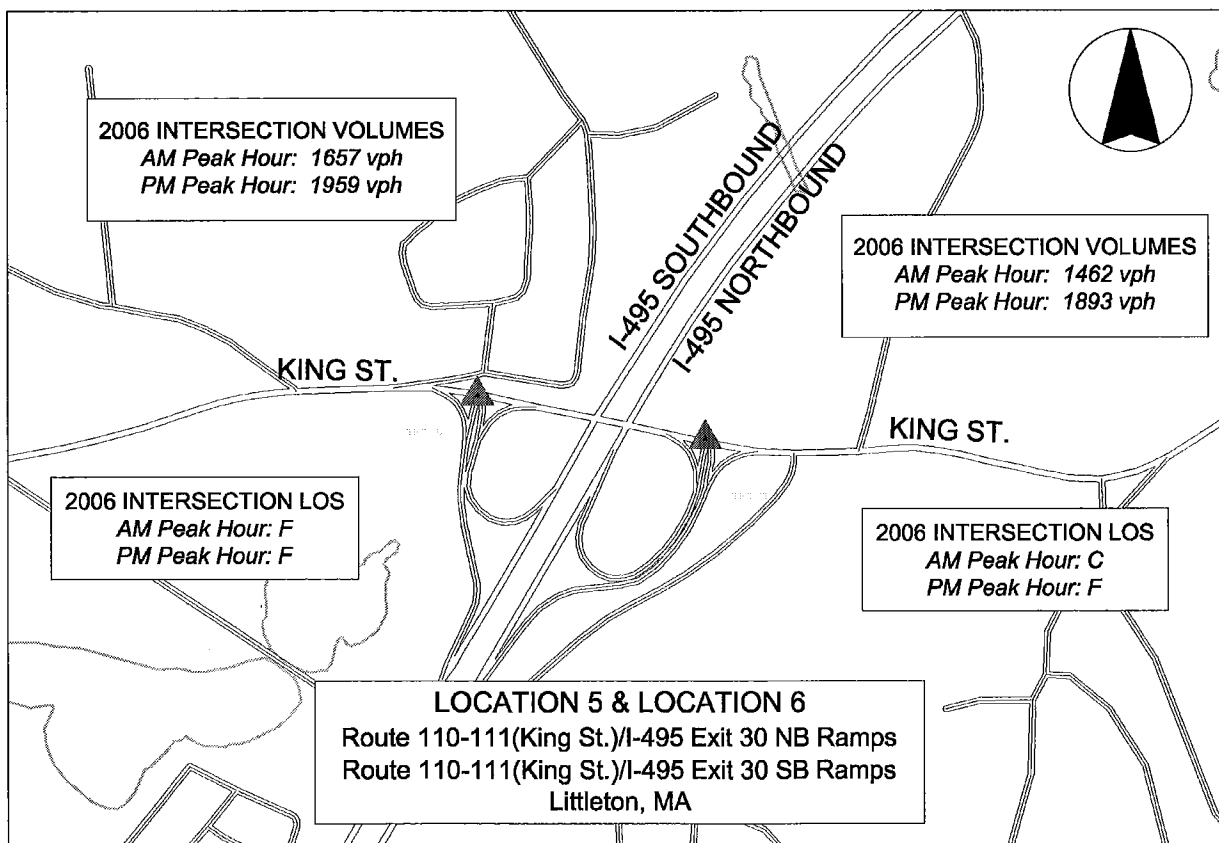 2006 INTERSECTION VOLUMES
AM Peak Hour: 1657 vph
PM Peak Hour: 1959 vph
I-495 SOUTHBOUND
I-495 NORTHBOUND
2006 INTERSECTION VOLUMES
AM Peak Hour: 1462 vph
PM Peak Hour: 1893 vph
KING ST.
KING ST.
2006 INTERSECTION LOS
AM Peak Hour: F
PM Peak Hour: F
2006 INTERSECTION LOS
AM Peak Hour: C
PM Peak Hour: F
LOCATION 5 & LOCATION 6
Route 110-111(King St.)/I-495 Exit 30 NB Ramps
Route 110-111(King St.)/I-495 Exit 30 SB Ramps
Littleton, MA